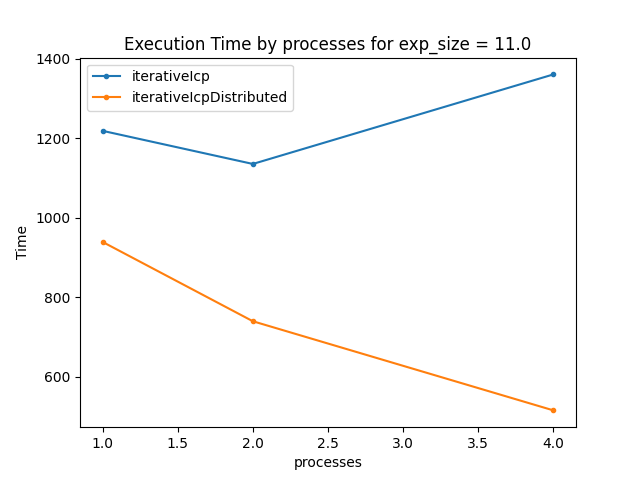 Execution Time by processes for exp_size = 11.0
iterativeIcp
iterativeIcpDistributed
1400
1200
1000
800
600
Time
1.0 1.5 2.0 2.5 3.0 3.5 4.0
processes